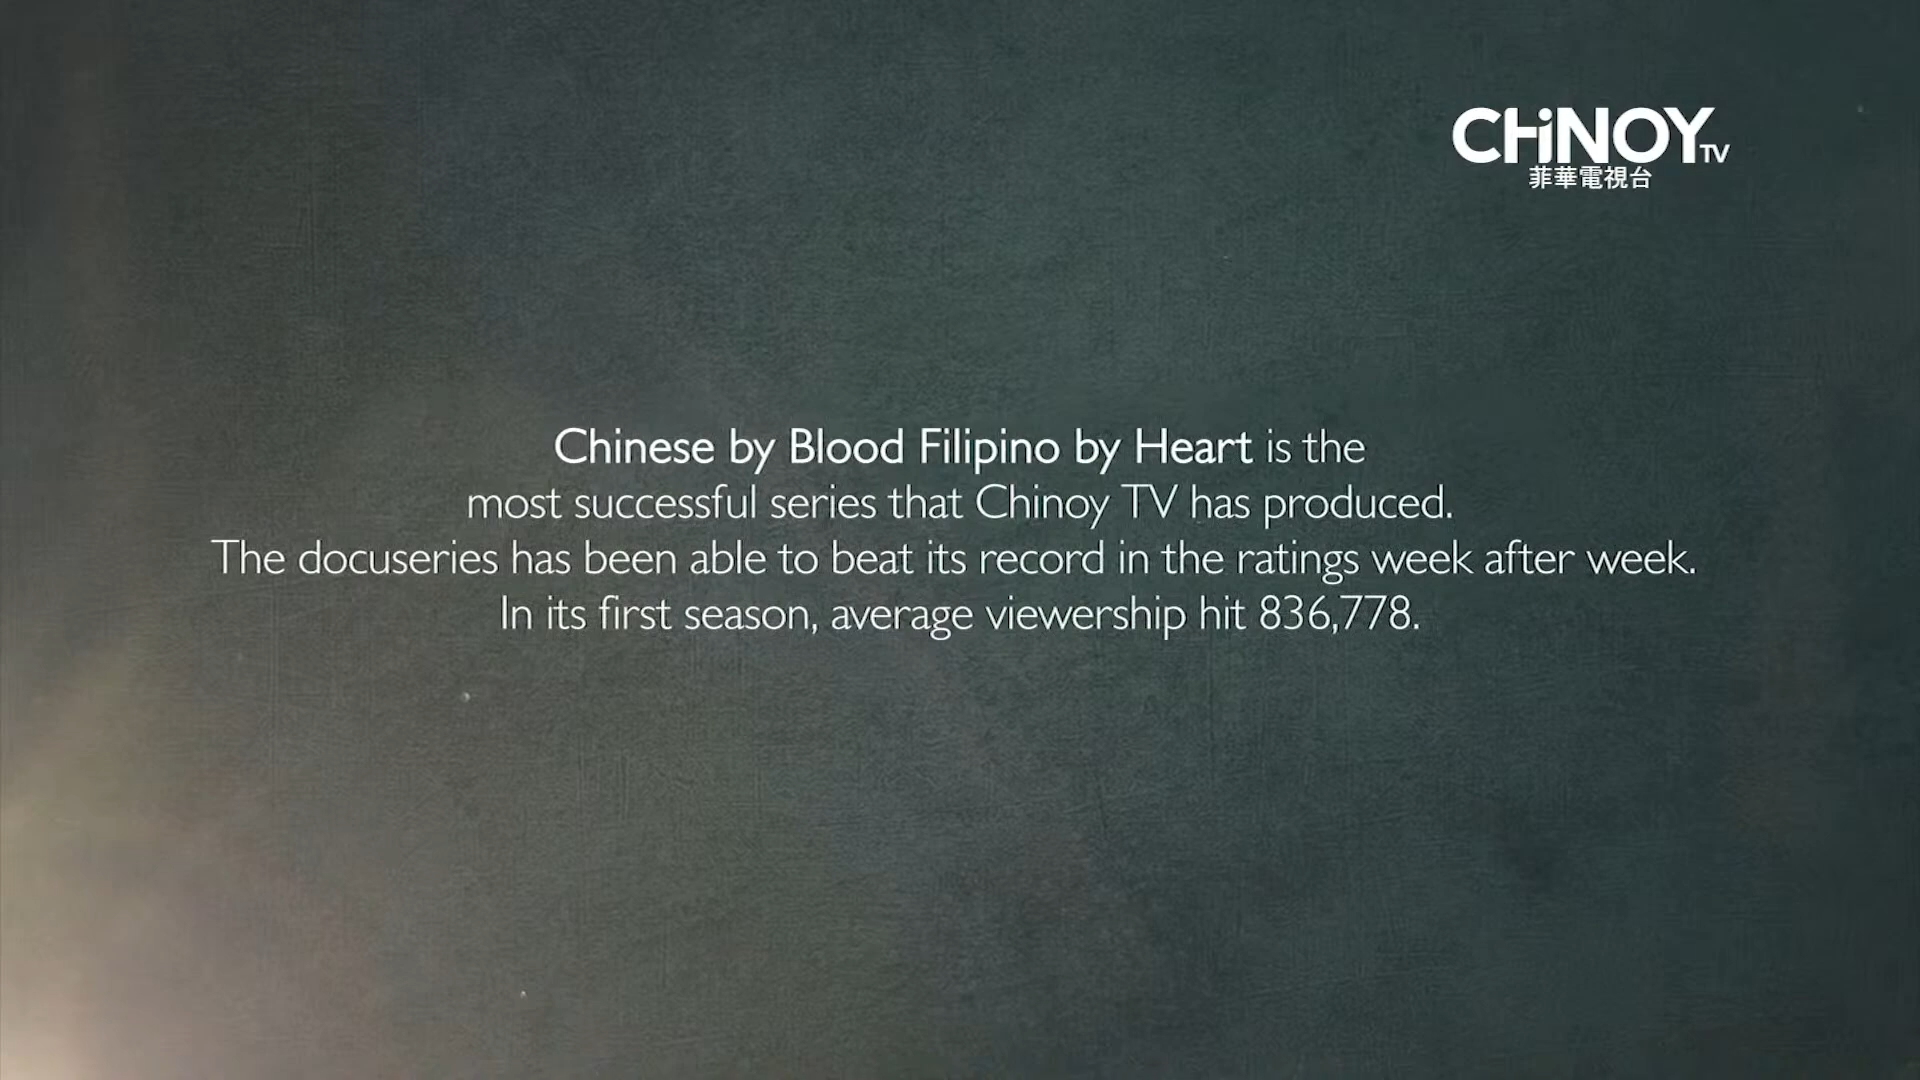 CHiNOY TV
菲華電視台
Chinese by Blood Filipino by Heart is the
most successful series that Chinoy TV has produced.
The docuseries has been able to beat its record in the ratings week after week.
In its first season, average viewership hit 836,778.